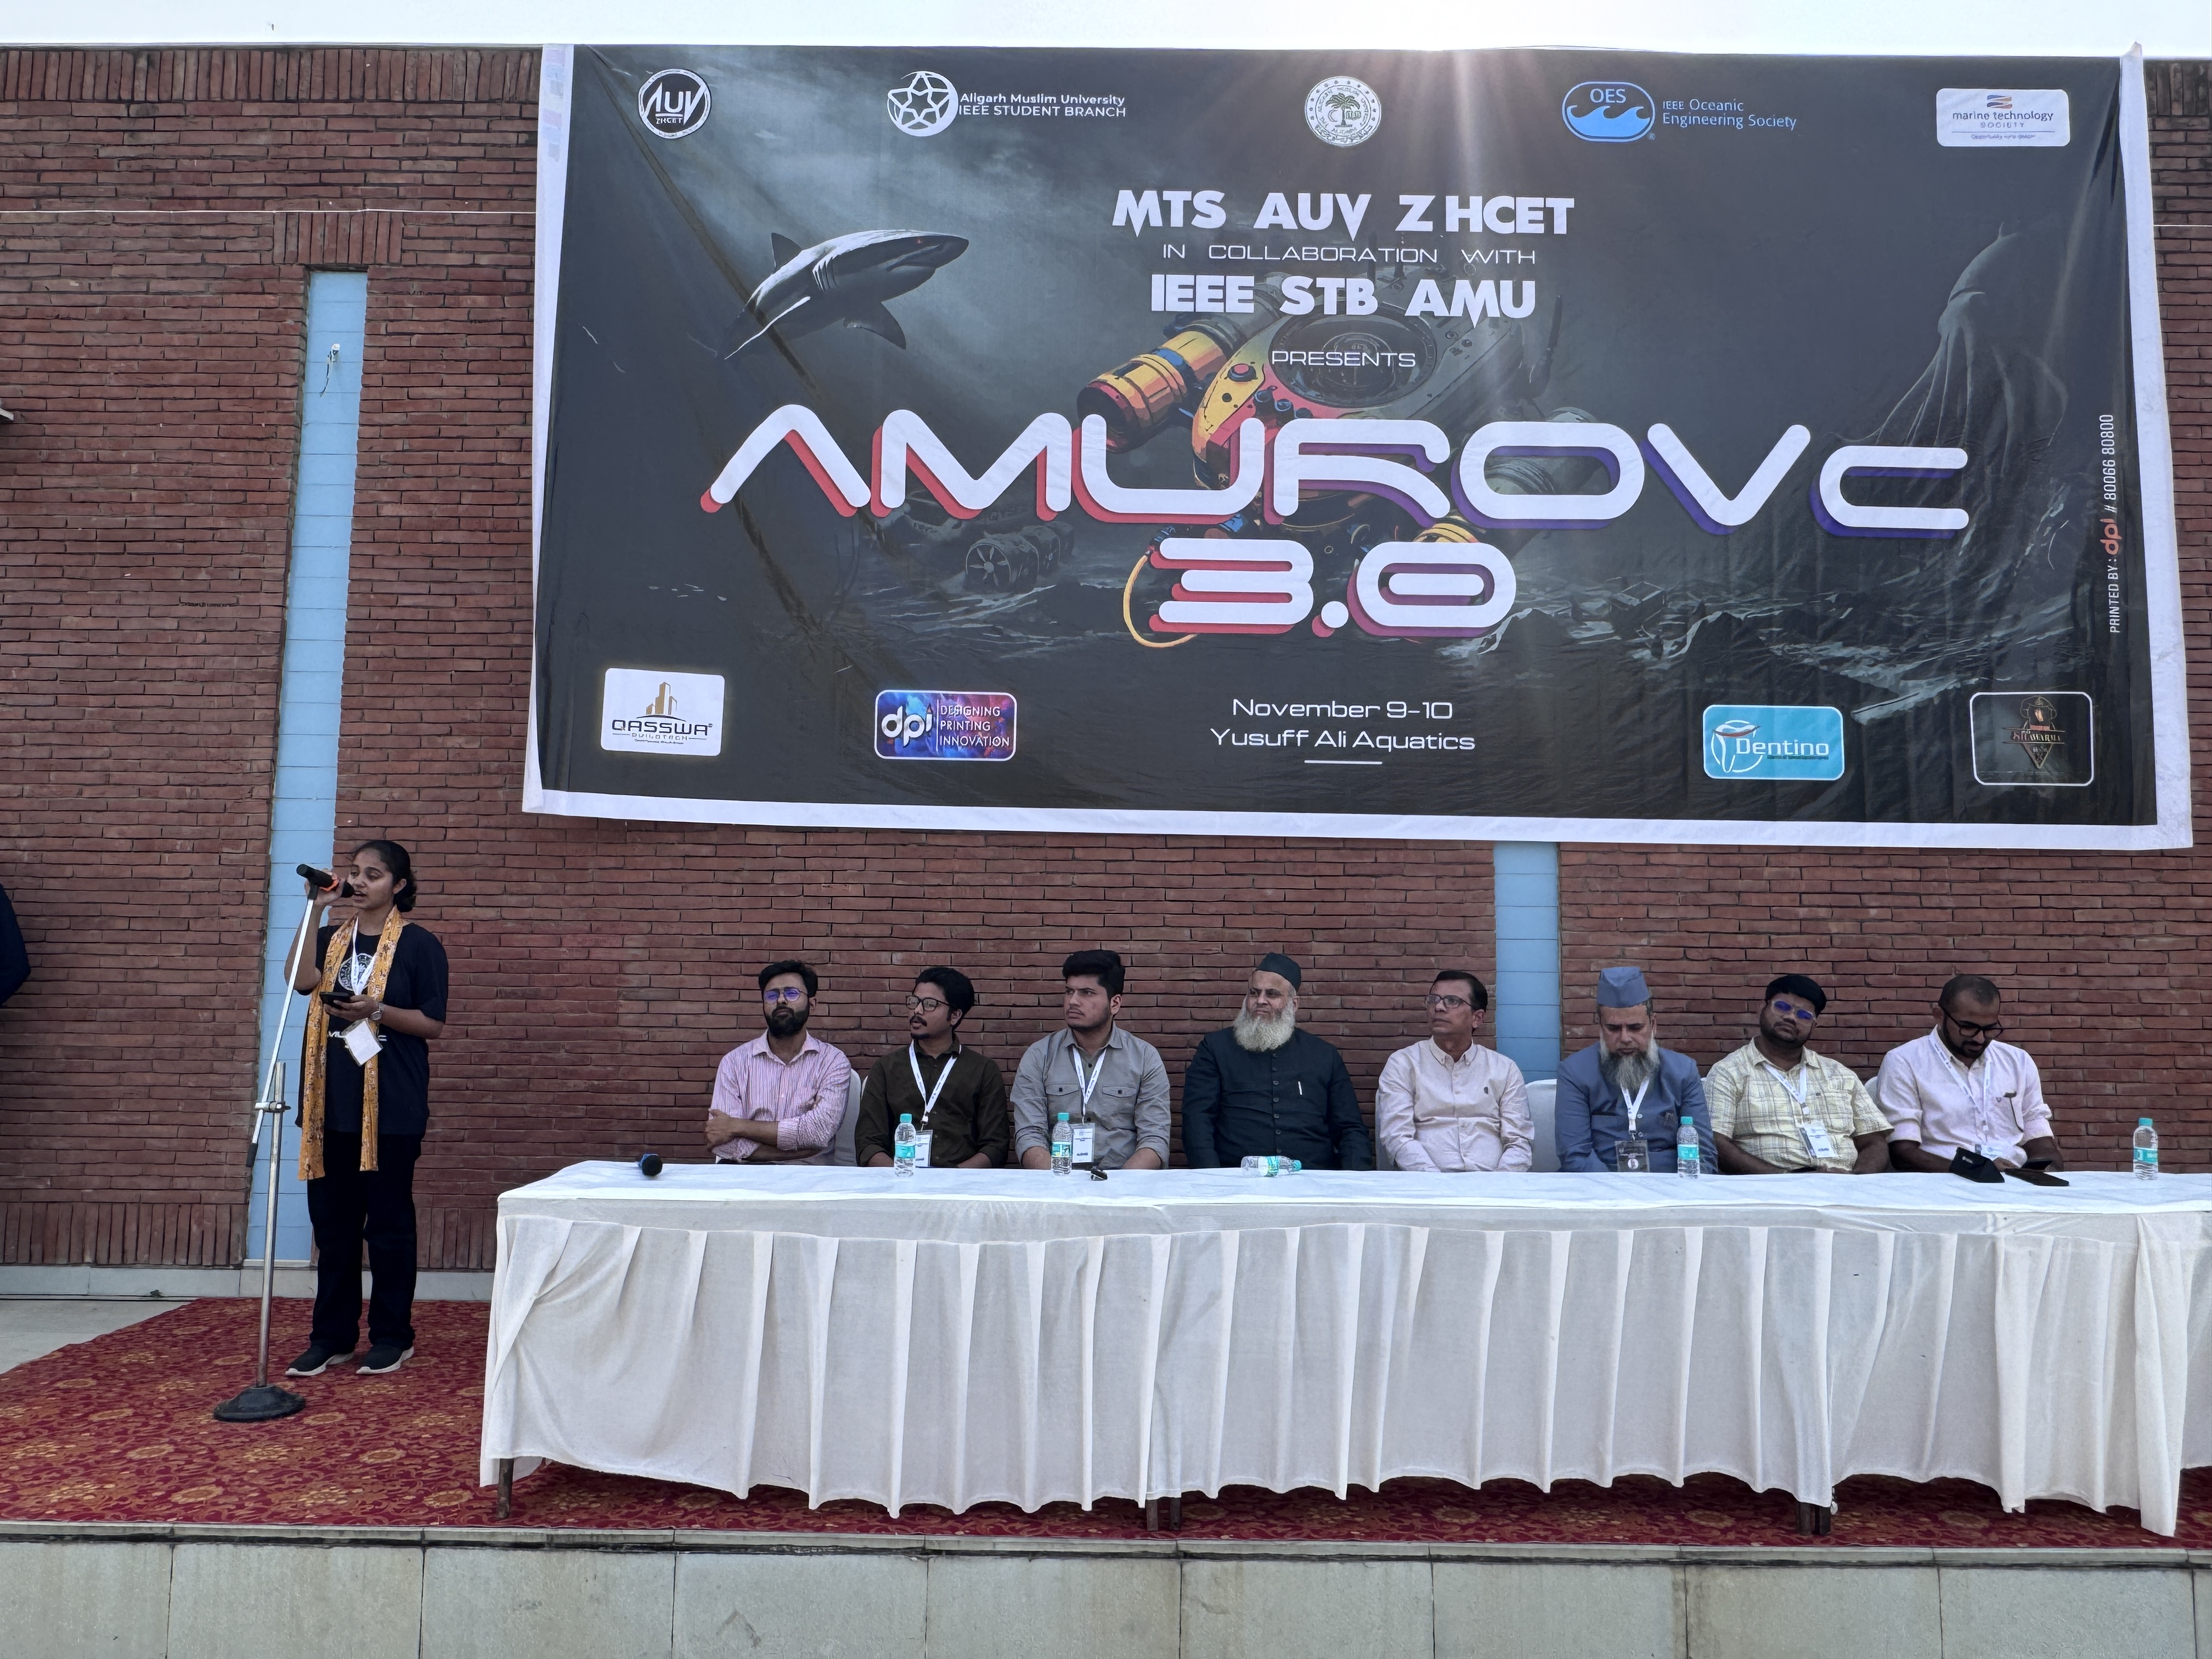 AUV
ZHCET
Aligarh Muslim University
IEEE STUDENT BRANCH
OES
IEEE Oceanic
Engineering Society
marine technology
SOCIETY
MTS AUV ZHCET
IN COLLABORATION WITH
IEEE STB AMU
PRESENTS
AMUROVc
3.0
PRINTED BY: dpi # 80066 80800
QASSWA
BUILDTECH
dpi
DESIGNING
PRINTING
INNOVATION
November 9-10
Yusuff Ali Aquatics
Dentino